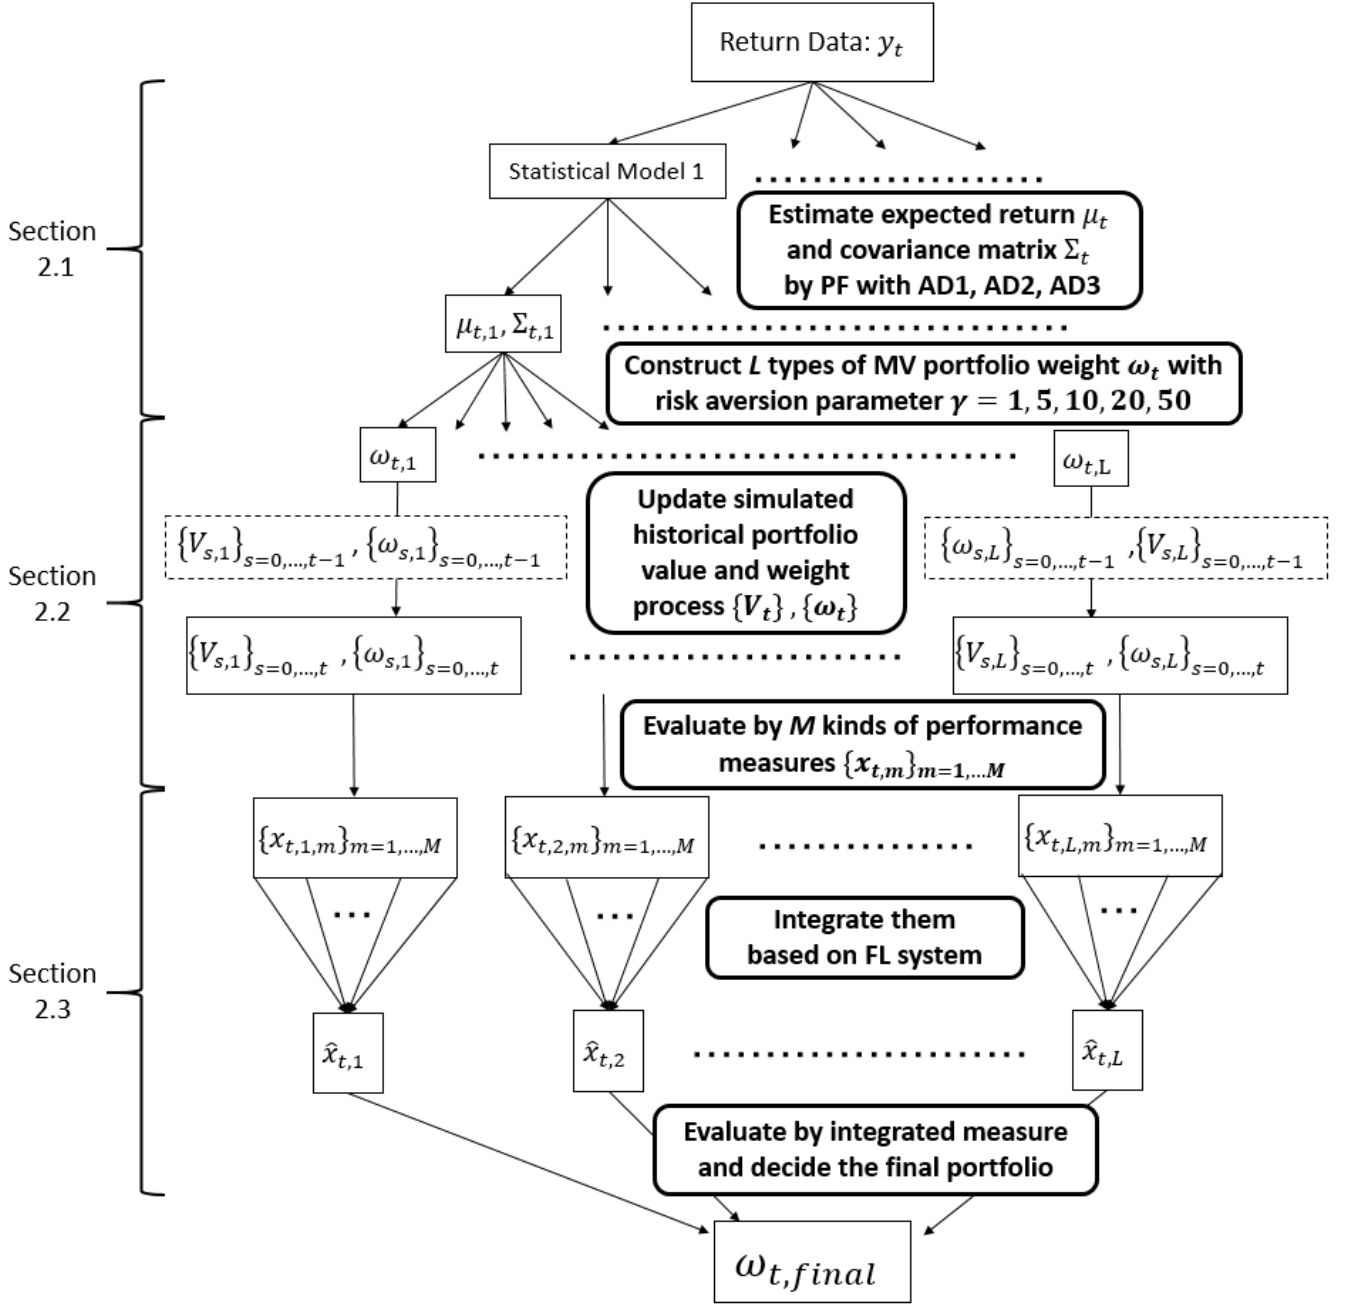 Return Data: y_t
Statistical Model 1
Estimate expected return μ_t
and covariance matrix Σ_t
by PF with AD1, AD2, AD3
Section
2.1
μ_{t,1}, Σ_{t,1}
Construct L types of MV portfolio weight ω_t with
risk aversion parameter γ = 1, 5, 10, 20, 50
ω_{t,1}
ω_{t,L}
Update simulated
historical portfolio
value and weight
process {V_t} , {ω_t}
{V_{s,1}}_{s=0,…,t−1} , {ω_{s,1}}_{s=0,…,t−1}
{ω_{s,L}}_{s=0,…,t−1} ,{V_{s,L}}_{s=0,…,t−1}
Section
2.2
{V_{s,1}}_{s=0,…,t} , {ω_{s,1}}_{s=0,…,t}
{V_{s,L}}_{s=0,…,t} , {ω_{s,L}}_{s=0,…,t}
Evaluate by M kinds of performance
measures {x_{t,m}}_{m=1,…M}
{x_{t,1,m}}_{m=1,…,M}
{x_{t,2,m}}_{m=1,…,M}
{x_{t,L,m}}_{m=1,…,M}
Integrate them
based on FL system
Section
2.3
x̂_{t,1}
x̂_{t,2}
x̂_{t,L}
Evaluate by integrated measure
and decide the final portfolio
ω_{t,final}